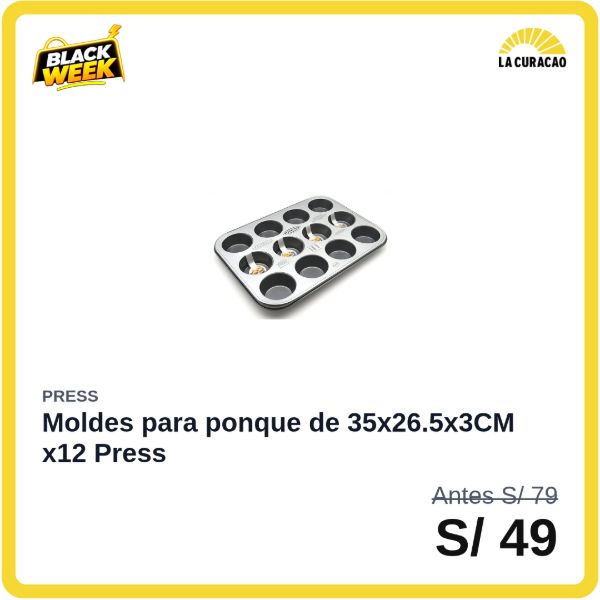 BLACK
WEEK
LA CURACAO
PRESS
Moldes para ponque de 35x26.5x3CM
x12 Press
Antes S/ 79
S/ 49